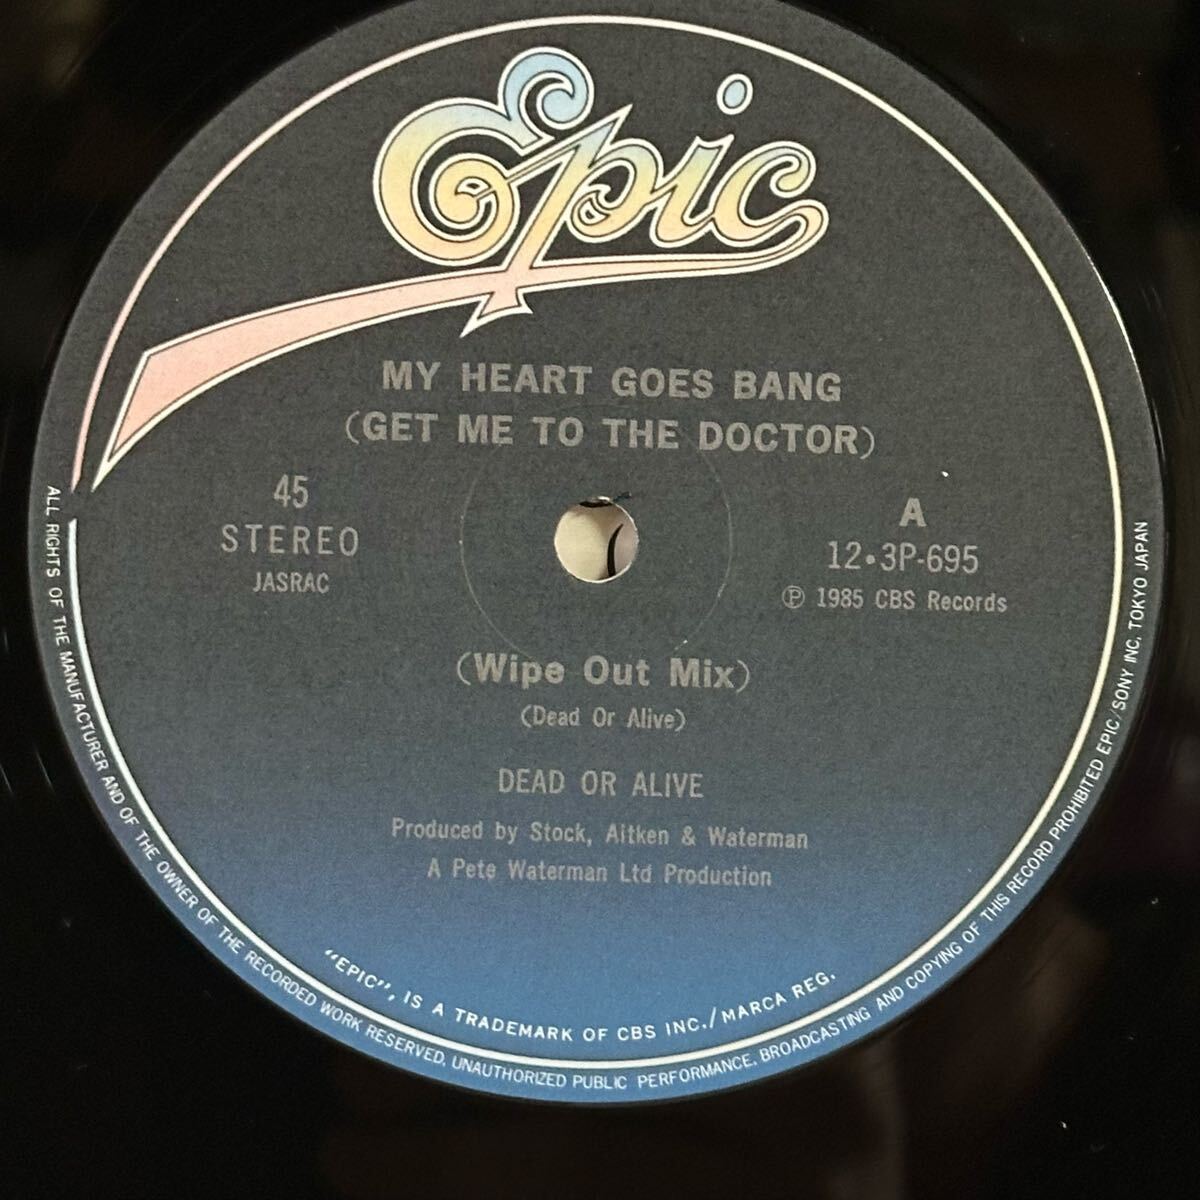 Epic
MY HEART GOES BANG
(GET ME TO THE DOCTOR)
45
STEREO
JASRAC
A
12・3P-695
Ⓟ 1985 CBS Records
(Wipe Out Mix)
(Dead Or Alive)
DEAD OR ALIVE
Produced by Stock, Aitken & Waterman
A Pete Waterman Ltd Production
"EPIC", IS A TRADEMARK OF CBS INC./MARCA REG.
ALL RIGHTS OF THE MANUFACTURER AND OF THE OWNER OF THE RECORDED WORK RESERVED. UNAUTHORIZED PUBLIC PERFORMANCE, BROADCASTING AND COPYING OF THIS RECORD PROHIBITED EPIC/SONY INC. TOKYO JAPAN